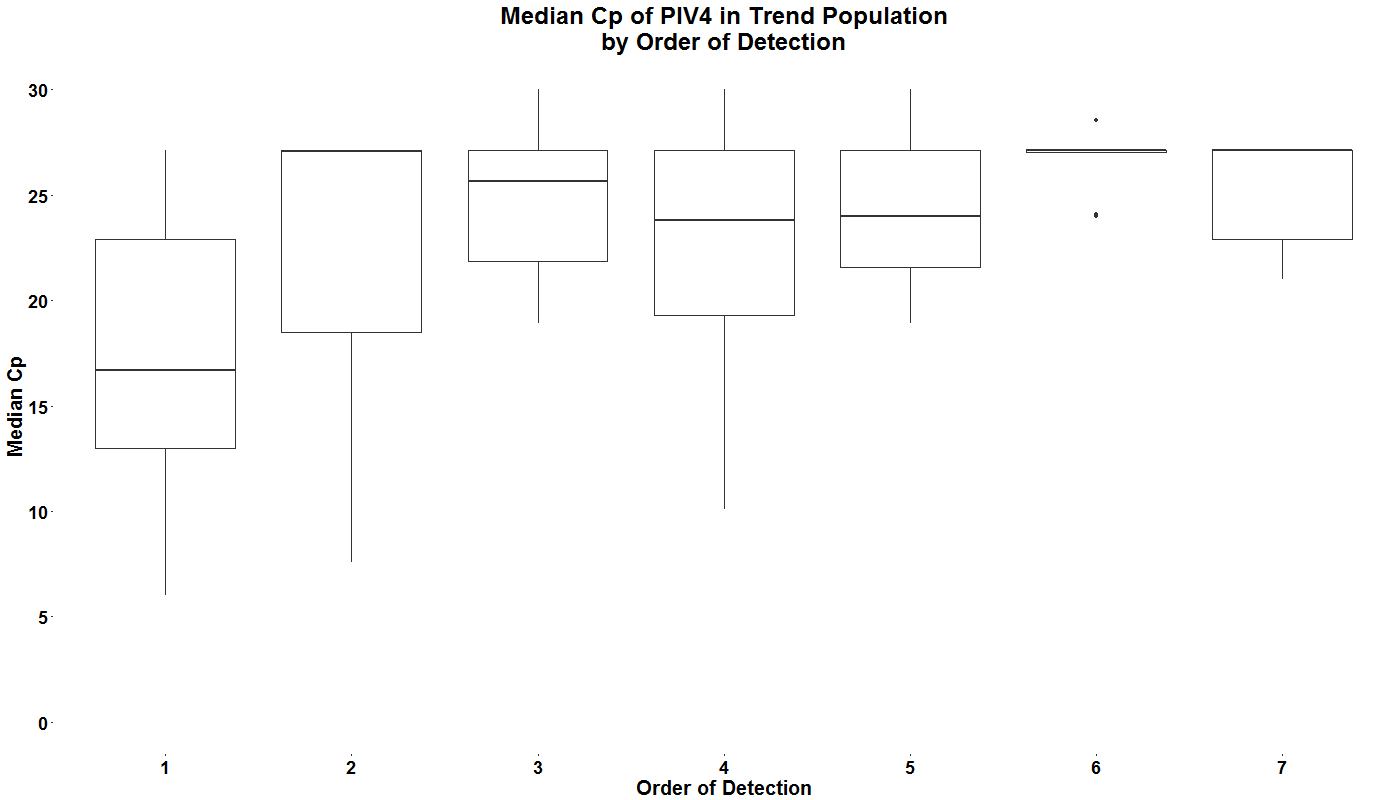 Median Cp of PIV4 in Trend Population
by Order of Detection
Median Cp
30
25
20
15
10
5
0
1 2 3 4 5 6 7
Order of Detection